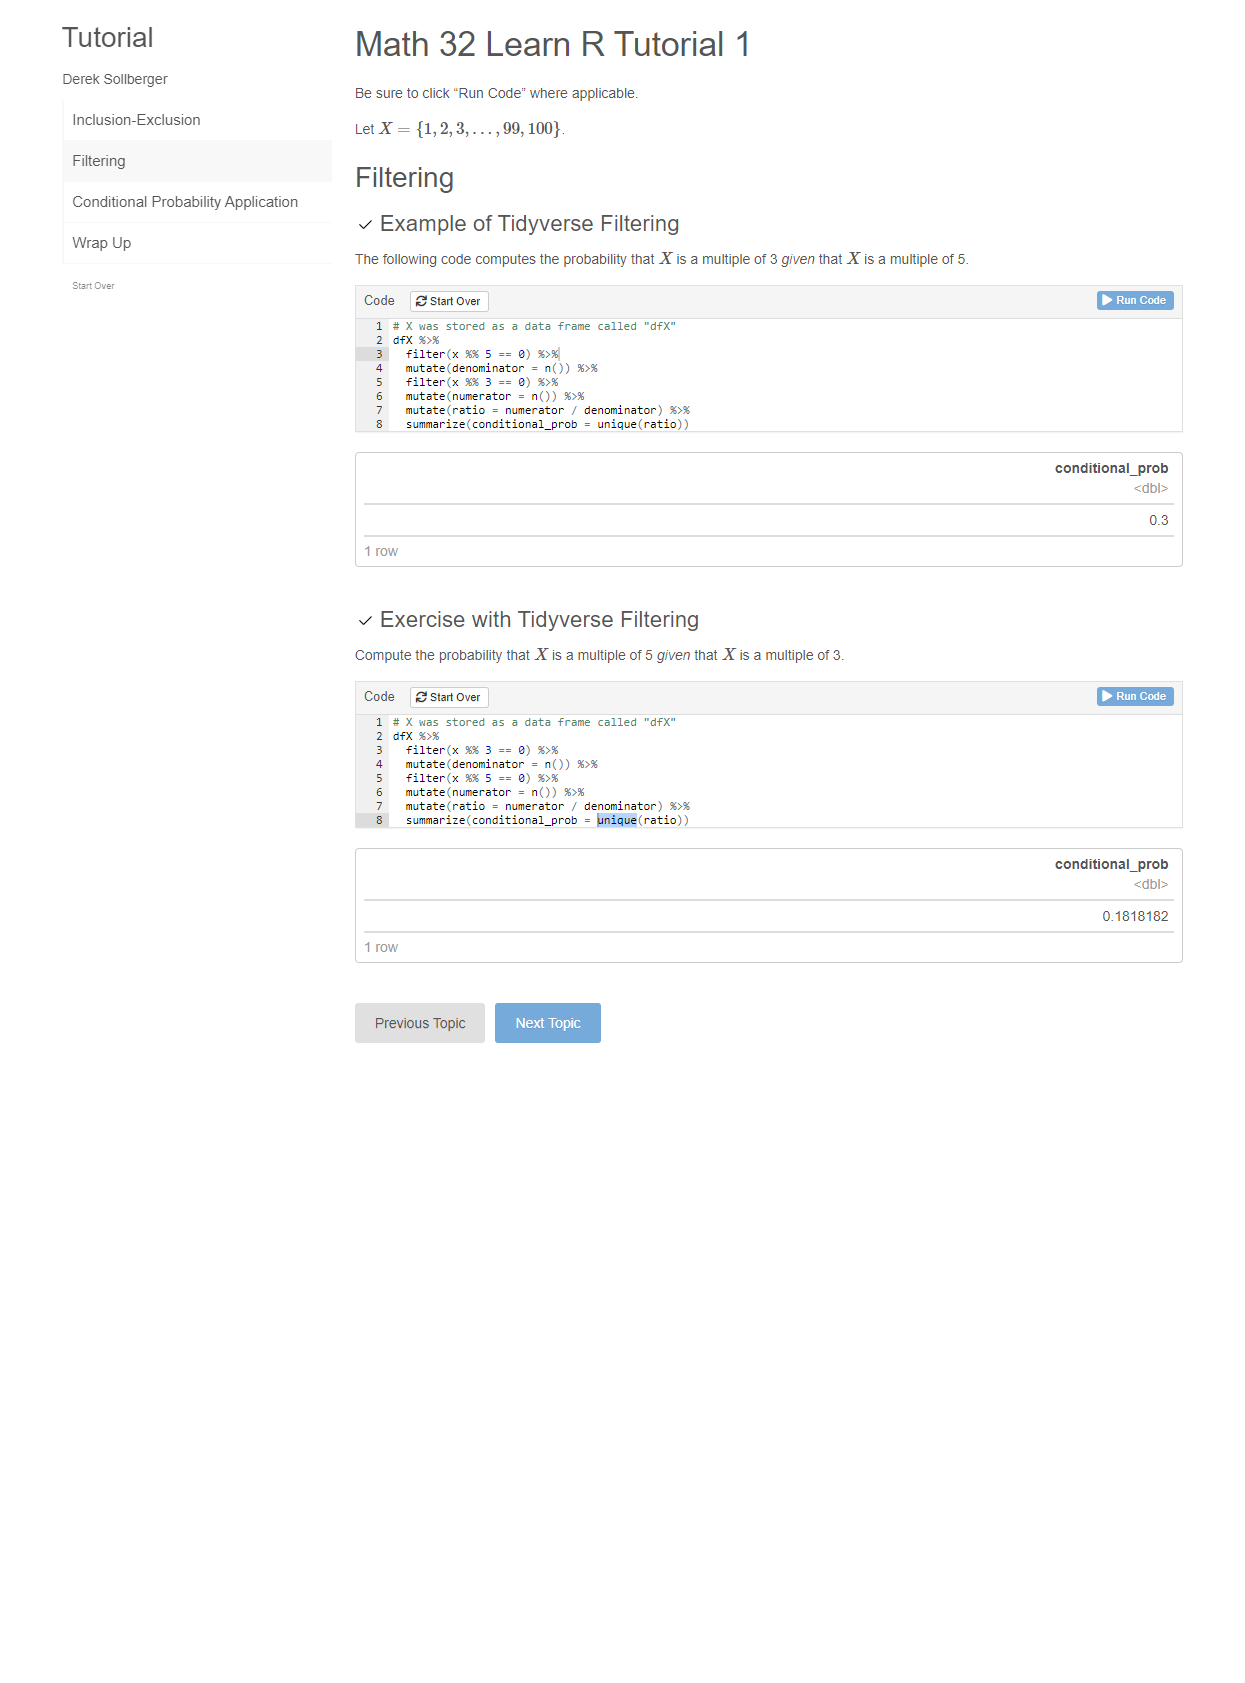 Tutorial
Derek Sollberger
Inclusion-Exclusion
Filtering
Conditional Probability Application
Wrap Up
Start Over
Math 32 Learn R Tutorial 1
Be sure to click “Run Code” where applicable.
Let X = {1, 2, 3, . . . , 99, 100}.
Filtering
✓ Example of Tidyverse Filtering
The following code computes the probability that X is a multiple of 3 given that X is a multiple of 5.
Code Start Over Run Code
1 # X was stored as a data frame called "dfX"
2 dfX %>%
3 filter(x %% 5 == 0) %>%
4 mutate(denominator = n()) %>%
5 filter(x %% 3 == 0) %>%
6 mutate(numerator = n()) %>%
7 mutate(ratio = numerator / denominator) %>%
8 summarize(conditional_prob = unique(ratio))
conditional_prob
<dbl>
0.3
1 row
✓ Exercise with Tidyverse Filtering
Compute the probability that X is a multiple of 5 given that X is a multiple of 3.
Code Start Over Run Code
1 # X was stored as a data frame called "dfX"
2 dfX %>%
3 filter(x %% 3 == 0) %>%
4 mutate(denominator = n()) %>%
5 filter(x %% 5 == 0) %>%
6 mutate(numerator = n()) %>%
7 mutate(ratio = numerator / denominator) %>%
8 summarize(conditional_prob = unique(ratio))
conditional_prob
<dbl>
0.1818182
1 row
Previous Topic Next Topic